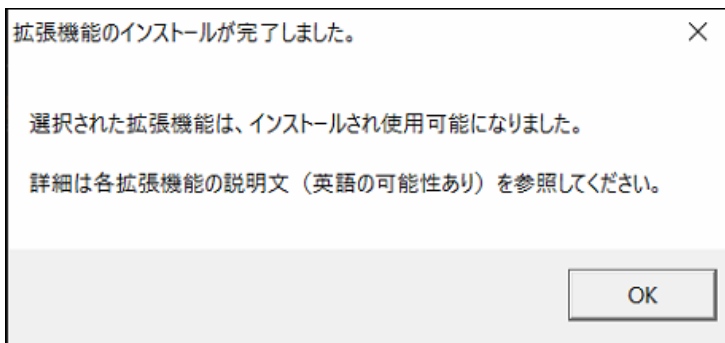 拡張機能のインストールが完了しました。
選択された拡張機能は、インストールされ使用可能になりました。
詳細は各拡張機能の説明文（英語の可能性あり）を参照してください。
OK